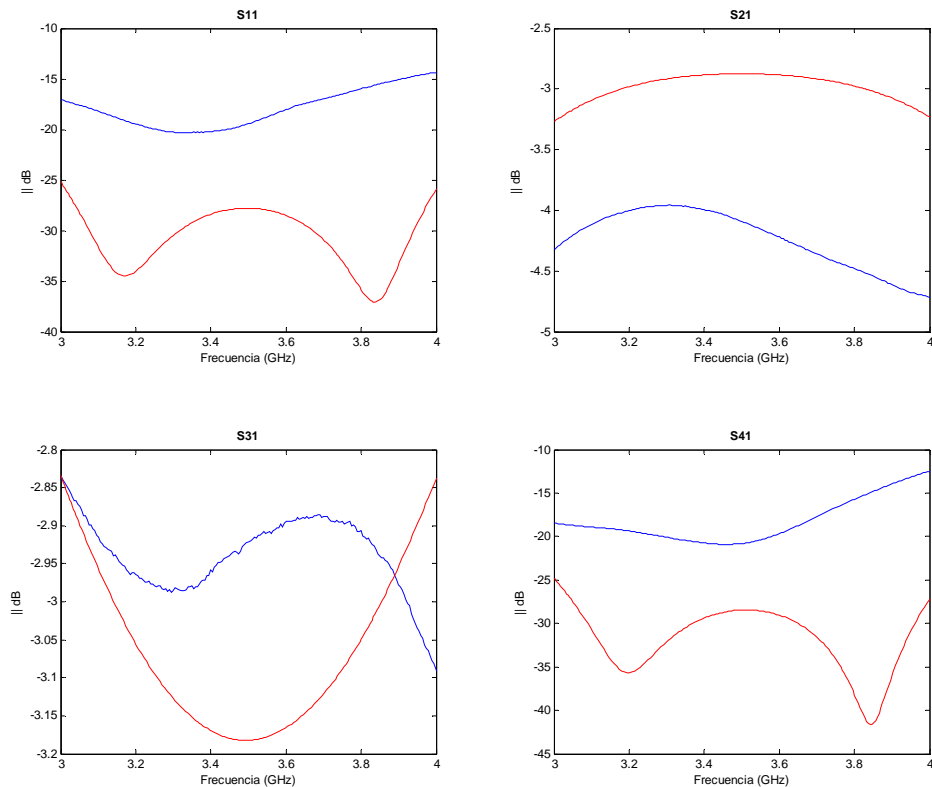 S11
-10
-15
-20
-25
-30
-35
-40
|| dB
3 3.2 3.4 3.6 3.8 4
Frecuencia (GHz)
S21
-2.5
-3
-3.5
-4
-4.5
-5
|| dB
3 3.2 3.4 3.6 3.8 4
Frecuencia (GHz)
S31
-2.8
-2.85
-2.9
-2.95
-3
-3.05
-3.1
-3.15
-3.2
|| dB
3 3.2 3.4 3.6 3.8 4
Frecuencia (GHz)
S41
-10
-15
-20
-25
-30
-35
-40
-45
|| dB
3 3.2 3.4 3.6 3.8 4
Frecuencia (GHz)